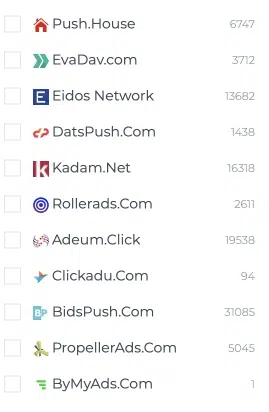 Push.House 6747
EvaDav.com 3712
E Eidos Network 13682
DatsPush.Com 1438
K Kadam.Net 16318
Rollerads.Com 2611
Adeum.Click 19538
Clickadu.Com 94
BP BidsPush.Com 31085
PropellerAds.Com 5045
ByMyAds.Com 1